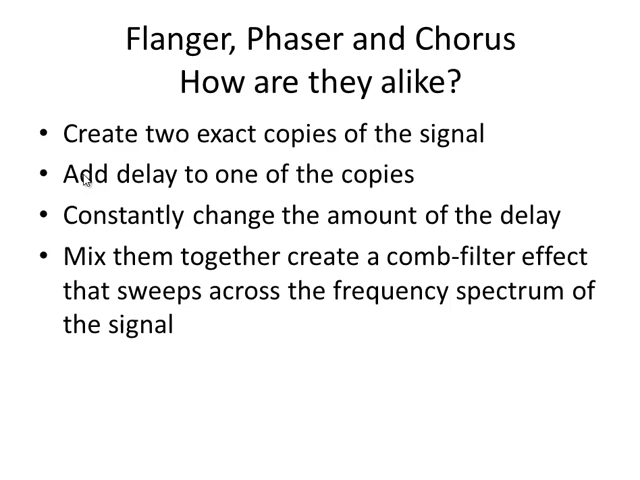 Flanger, Phaser and Chorus
How are they alike?
• Create two exact copies of the signal
• Add delay to one of the copies
• Constantly change the amount of the delay
• Mix them together create a comb-filter effect
that sweeps across the frequency spectrum of
the signal